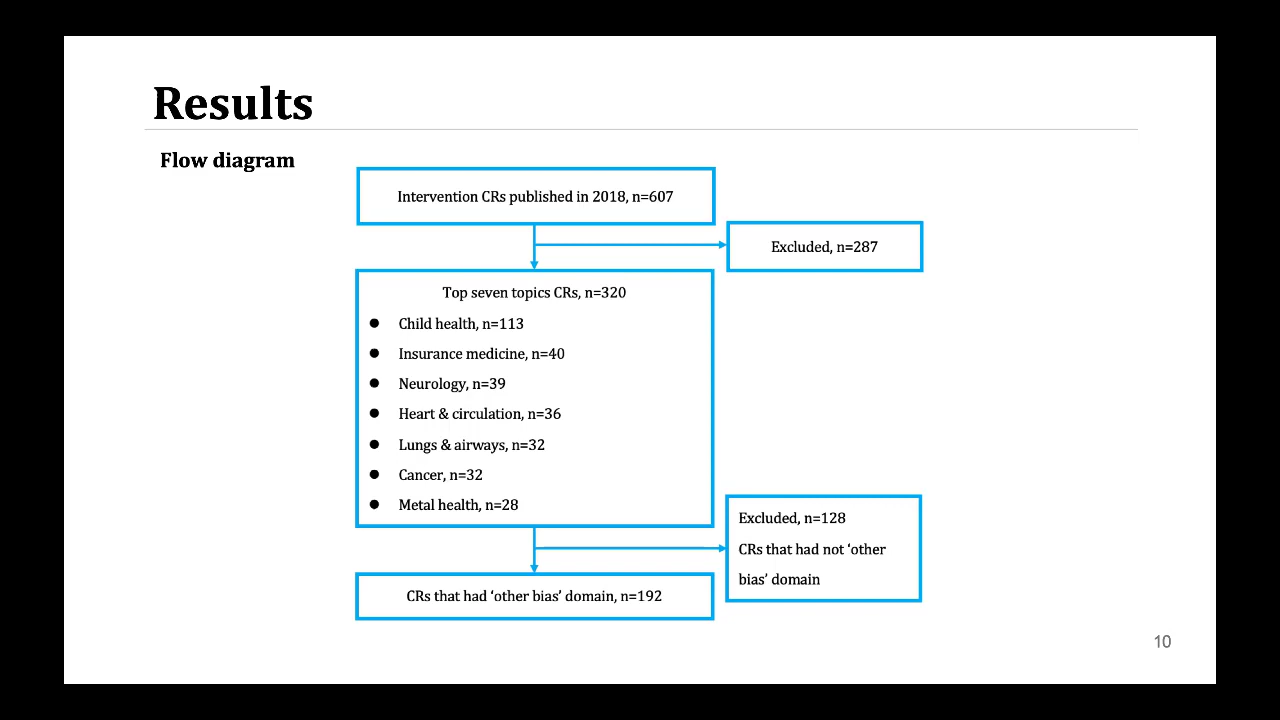 Results
Flow diagram
Intervention CRs published in 2018, n=607
Excluded, n=287
Top seven topics CRs, n=320
● Child health, n=113
● Insurance medicine, n=40
● Neurology, n=39
● Heart & circulation, n=36
● Lungs & airways, n=32
● Cancer, n=32
● Metal health, n=28
Excluded, n=128
CRs that had not ‘other
bias’ domain
CRs that had ‘other bias’ domain, n=192
10